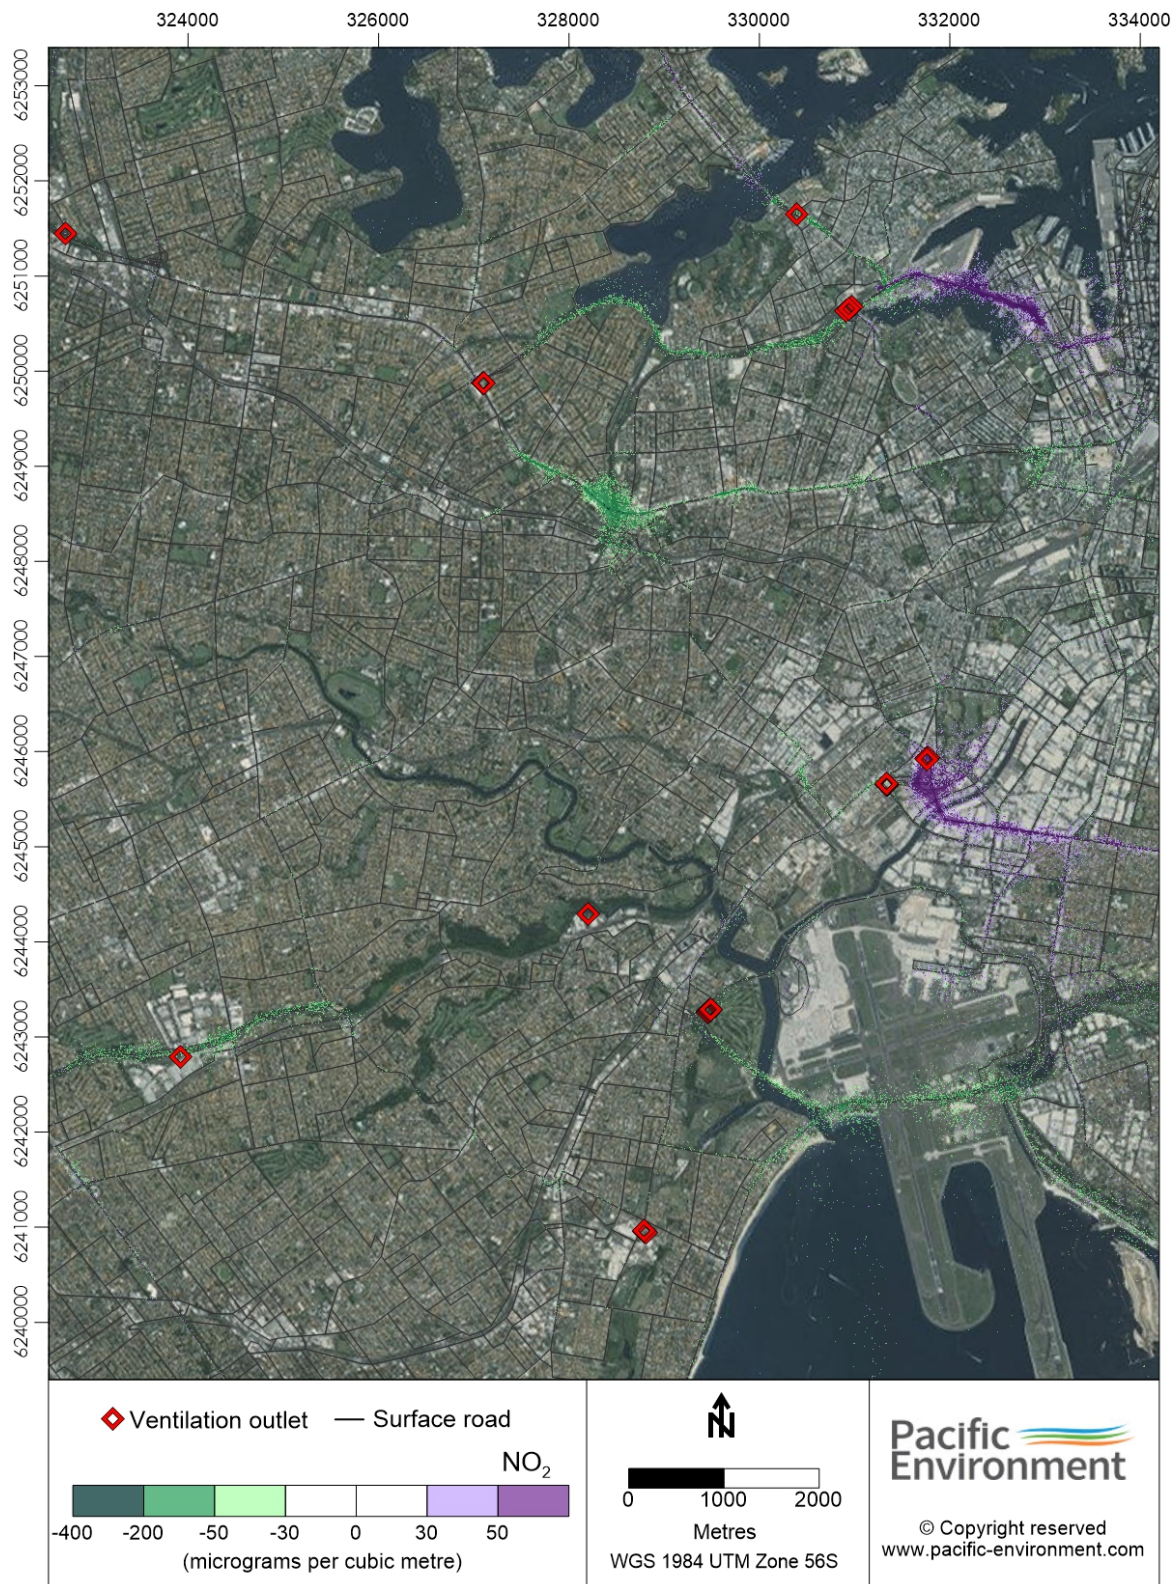 324000 326000 328000 330000 332000 334000
6253000
6252000
6251000
6250000
6249000
6248000
6247000
6246000
6245000
6244000
6243000
6242000
6241000
6240000
Ventilation outlet
Surface road
NO2
-400 -200 -50 -30 0 30 50
(micrograms per cubic metre)
N
0 1000 2000
Metres
WGS 1984 UTM Zone 56S
Pacific
Environment
© Copyright reserved
www.pacific-environment.com